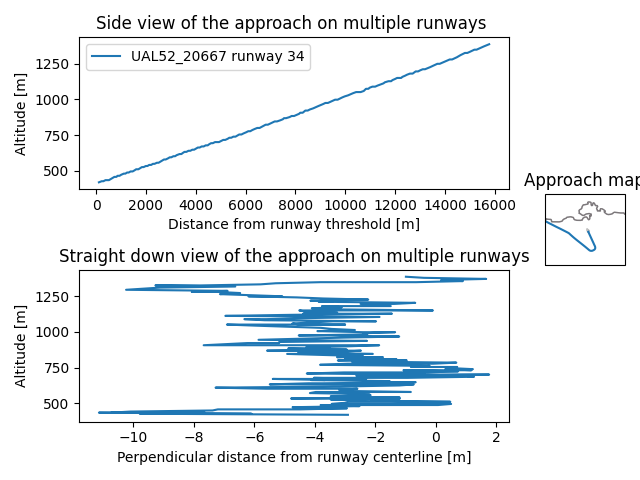 Side view of the approach on multiple runways
UAL52_20667 runway 34
Altitude [m]
1250
1000
750
500
0 2000 4000 6000 8000 10000 12000 14000 16000
Distance from runway threshold [m]
Approach map
Straight down view of the approach on multiple runways
Altitude [m]
1250
1000
750
500
−10 −8 −6 −4 −2 0 2
Perpendicular distance from runway centerline [m]